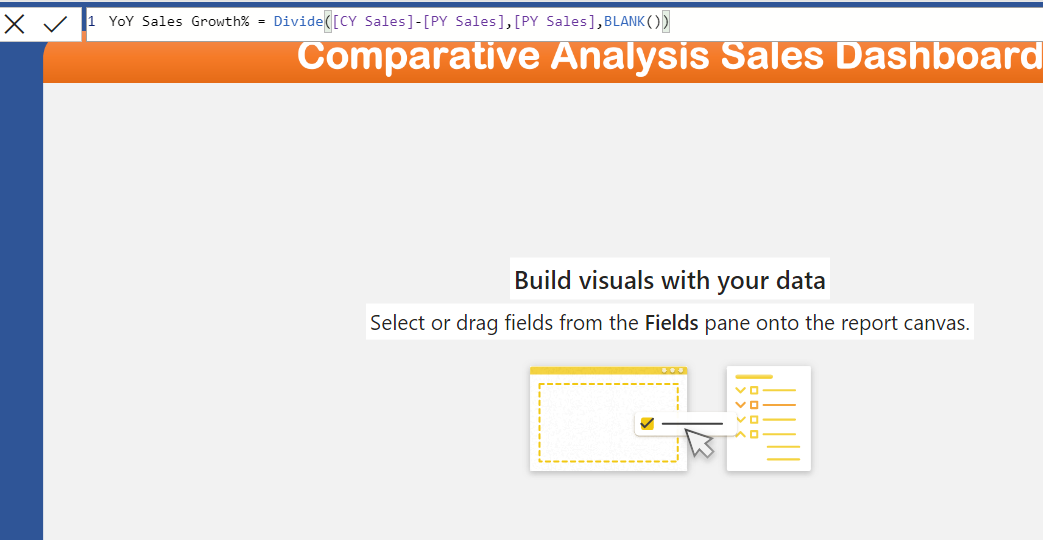 1 YoY Sales Growth% = Divide([CY Sales]-[PY Sales],[PY Sales],BLANK())
Comparative Analysis Sales Dashboard
Build visuals with your data
Select or drag fields from the Fields pane onto the report canvas.